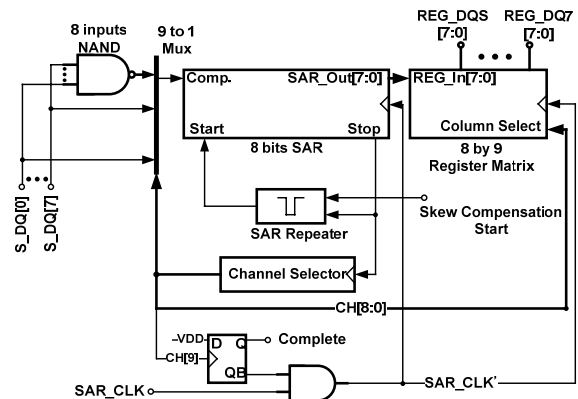 REG_DQS [7:0]
REG_DQ7 [7:0]
8 inputs NAND
9 to 1 Mux
Comp.
SAR_Out[7:0]
REG_In[7:0]
Start
Stop
Column Select
8 bits SAR
8 by 9 Register Matrix
S_DQ[0]
S_DQ[7]
SAR Repeater
Skew Compensation Start
Channel Selector
CH[8:0]
VDD
D
Q
Complete
CH[9]
QB
SAR_CLK
SAR_CLK'